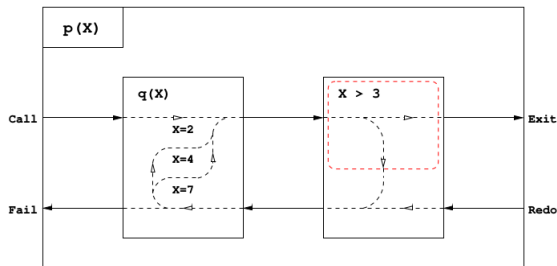 p(X)
q(X)
X > 3
Call
Exit
X=2
X=4
X=7
Fail
Redo